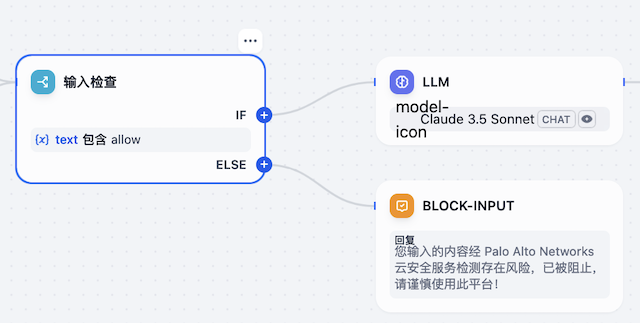 输入检查
IF
{x} text 包含 allow
ELSE
LLM
model-icon
Claude 3.5 Sonnet CHAT
BLOCK-INPUT
回复
您输入的内容经 Palo Alto Networks
云安全服务检测存在风险，已被阻止，
请谨慎使用此平台！